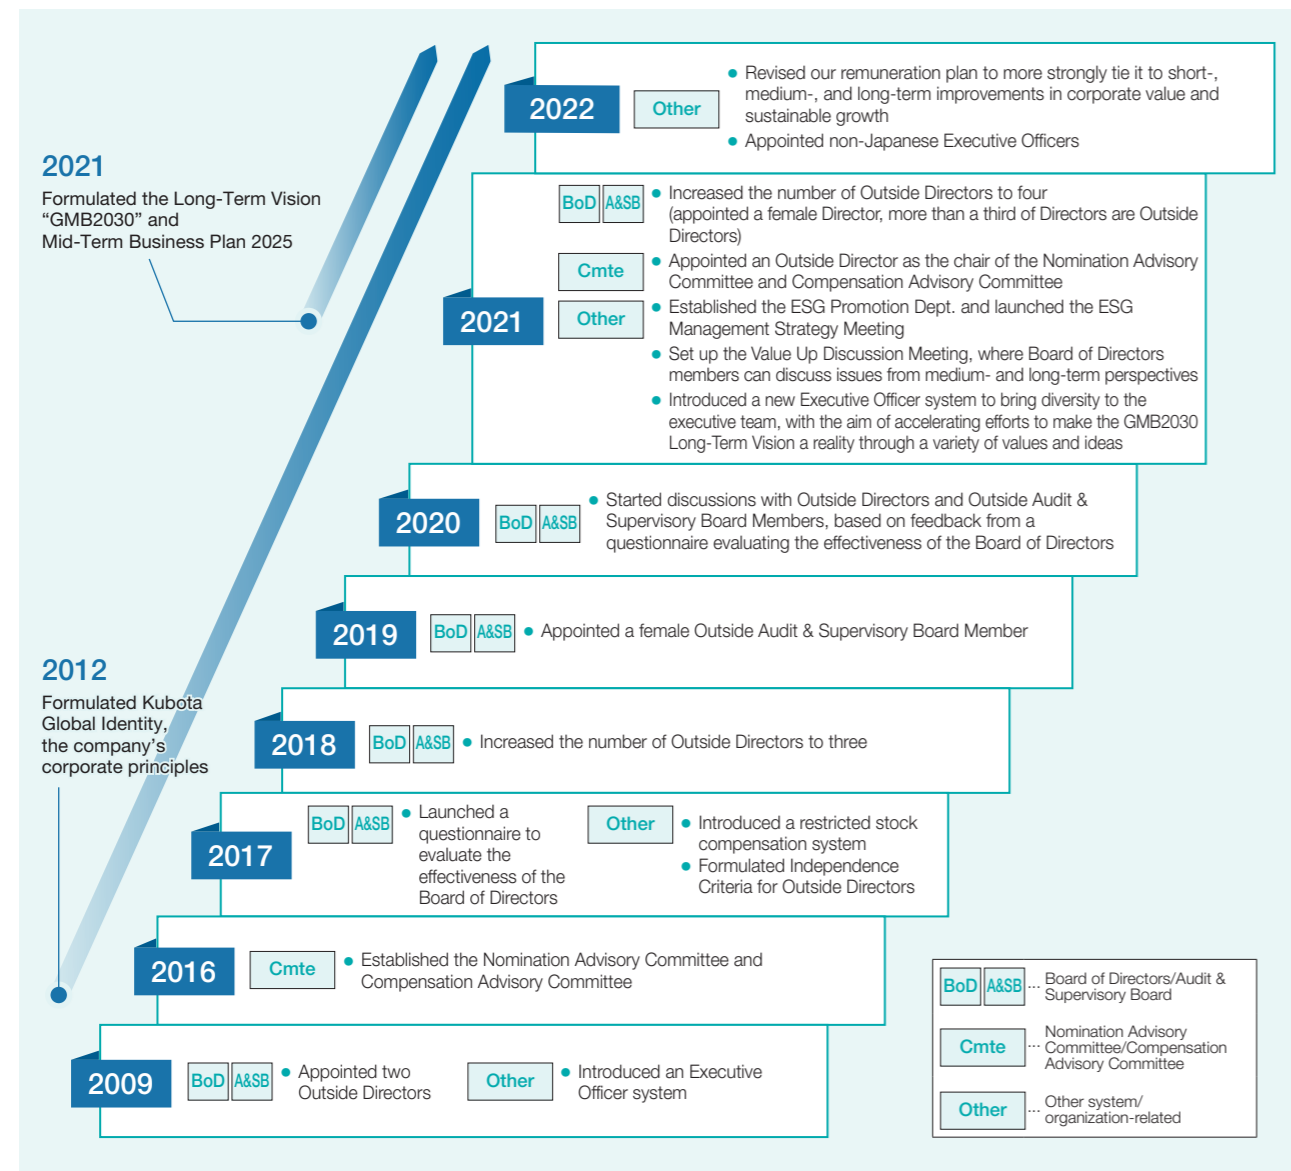 2022
Other
● Revised our remuneration plan to more strongly tie it to short-,
medium-, and long-term improvements in corporate value and
sustainable growth
● Appointed non-Japanese Executive Officers
2021
Formulated the Long-Term Vision
“GMB2030” and
Mid-Term Business Plan 2025
2021
BoD A&SB
● Increased the number of Outside Directors to four
(appointed a female Director, more than a third of Directors are Outside
Directors)
Cmte
● Appointed an Outside Director as the chair of the Nomination Advisory
Committee and Compensation Advisory Committee
Other
● Established the ESG Promotion Dept. and launched the ESG
Management Strategy Meeting
● Set up the Value Up Discussion Meeting, where Board of Directors
members can discuss issues from medium- and long-term perspectives
● Introduced a new Executive Officer system to bring diversity to the
executive team, with the aim of accelerating efforts to make the GMB2030
Long-Term Vision a reality through a variety of values and ideas
2020
BoD A&SB
● Started discussions with Outside Directors and Outside Audit &
Supervisory Board Members, based on feedback from a
questionnaire evaluating the effectiveness of the Board of Directors
2019
BoD A&SB
● Appointed a female Outside Audit & Supervisory Board Member
2012
Formulated Kubota
Global Identity,
the company’s
corporate principles
2018
BoD A&SB
● Increased the number of Outside Directors to three
2017
BoD A&SB
● Launched a
questionnaire to
evaluate the
effectiveness of the
Board of Directors
Other
● Introduced a restricted stock
compensation system
● Formulated Independence
Criteria for Outside Directors
2016
Cmte
● Established the Nomination Advisory Committee and
Compensation Advisory Committee
2009
BoD A&SB
● Appointed two
Outside Directors
Other
● Introduced an Executive
Officer system
BoD A&SB ... Board of Directors/Audit &
Supervisory Board
Cmte ... Nomination Advisory
Committee/Compensation
Advisory Committee
Other ... Other system/
organization-related